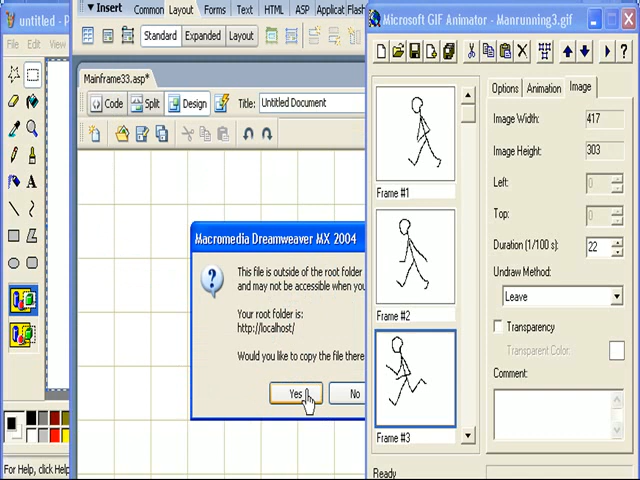 untitled - P
File Edit
For Help, click Help
▼ Insert Common Layout Forms Text HTML ASP Applicat Flash
Standard Expanded Layout
Mainframe33.asp*
Code Split Design Title: Untitled Document
Macromedia Dreamweaver MX 2004
This file is outside of the root folder
and may not be accessible when you
Your root folder is:
http://localhost/
Would you like to copy the file there
Yes No
Microsoft GIF Animator - Manrunning3.gif
Frame #1
Frame #2
Frame #3
Options Animation Image
Image Width: 417
Image Height: 303
Left: 0
Top: 0
Duration (1/100 s): 22
Undraw Method:
Leave
Transparency
Transparent Color:
Comment:
Ready